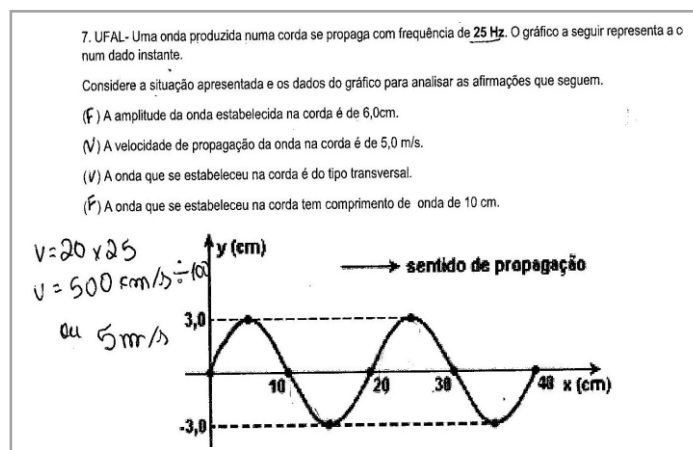 7. UFAL- Uma onda produzida numa corda se propaga com frequência de 25 Hz. O gráfico a seguir representa a o
num dado instante.
Considere a situação apresentada e os dados do gráfico para analisar as afirmações que seguem.
(F) A amplitude da onda estabelecida na corda é de 6,0cm.
(V) A velocidade de propagação da onda na corda é de 5,0 m/s.
(V) A onda que se estabeleceu na corda é do tipo transversal.
(F) A onda que se estabeleceu na corda tem comprimento de onda de 10 cm.
V=20 x 25
V = 500 cm/s ÷100
ou 5m/s
y (cm)
sentido de propagação
3,0
10
20
30
40
x (cm)
-3,0